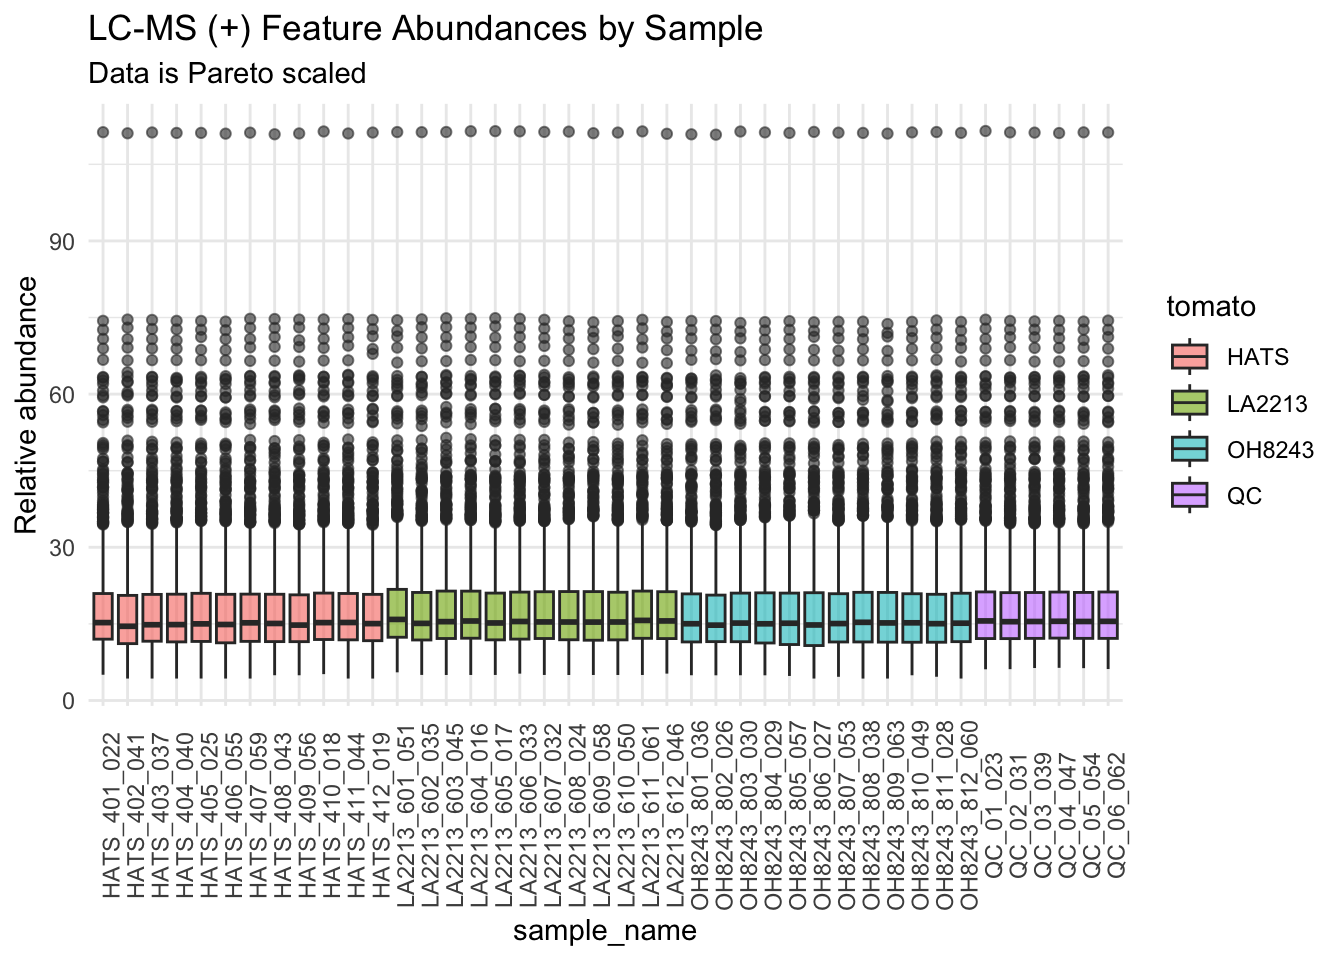 LC-MS (+) Feature Abundances by Sample
Data is Pareto scaled
Relative abundance
90
60
30
0
HATS_401_022
HATS_402_041
HATS_403_037
HATS_404_040
HATS_405_025
HATS_406_055
HATS_407_059
HATS_408_043
HATS_409_056
HATS_410_018
HATS_411_044
HATS_412_019
LA2213_601_051
LA2213_602_035
LA2213_603_045
LA2213_604_016
LA2213_605_017
LA2213_606_033
LA2213_607_032
LA2213_608_024
LA2213_609_058
LA2213_610_050
LA2213_611_061
LA2213_612_046
OH8243_801_036
OH8243_802_026
OH8243_803_030
OH8243_804_029
OH8243_805_057
OH8243_806_027
OH8243_807_053
OH8243_808_038
OH8243_809_063
OH8243_810_049
OH8243_811_028
OH8243_812_060
QC_01_023
QC_02_031
QC_03_039
QC_04_047
QC_05_054
QC_06_062
sample_name
tomato
HATS
LA2213
OH8243
QC